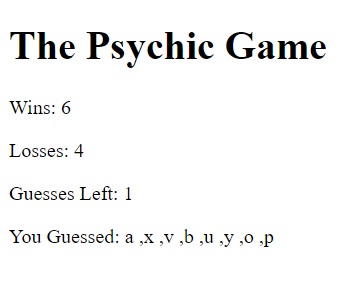 The Psychic Game
Wins: 6
Losses: 4
Guesses Left: 1
You Guessed: a ,x ,v ,b ,u ,y ,o ,p